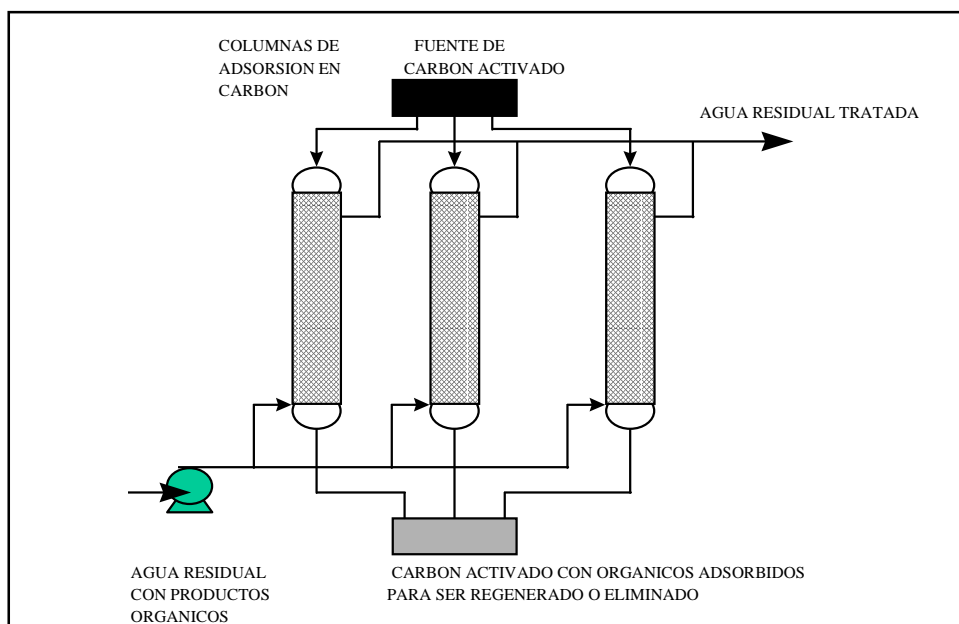 COLUMNAS DE
ADSORSION EN
CARBON
FUENTE DE
CARBON ACTIVADO
AGUA RESIDUAL TRATADA
AGUA RESIDUAL
CON PRODUCTOS
ORGANICOS
CARBON ACTIVADO CON ORGANICOS ADSORBIDOS
PARA SER REGENERADO O ELIMINADO